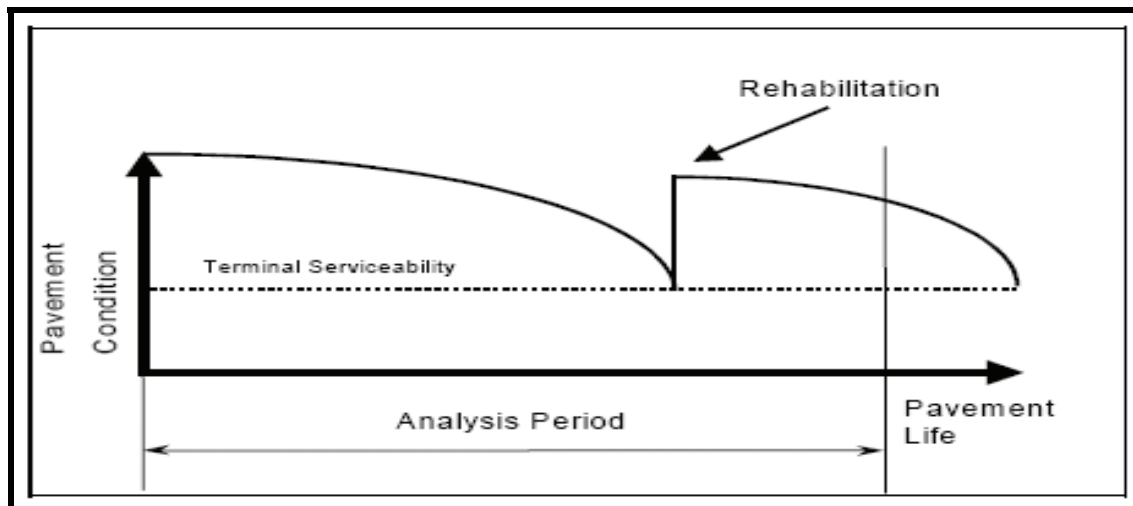 Rehabilitation
Pavement
Condition
Terminal Serviceability
Analysis Period
Pavement
Life